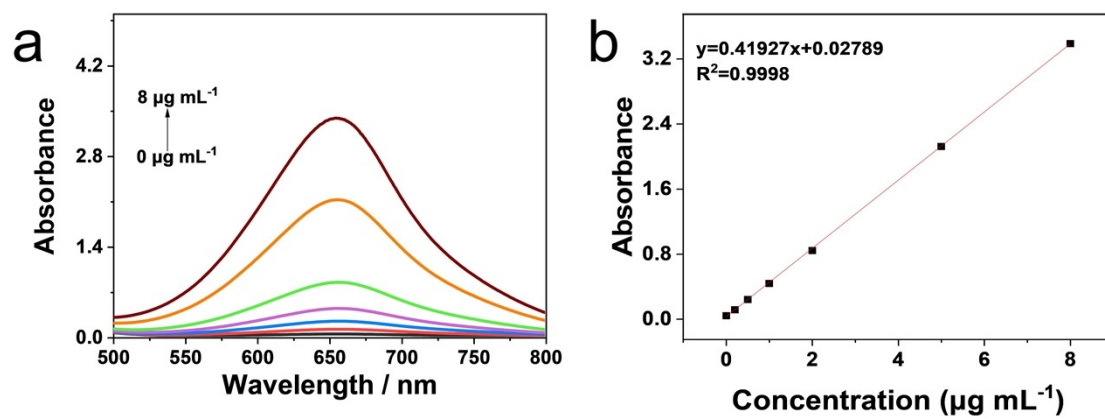 a
4.2
2.8
1.4
0.0
8 µg mL⁻¹
0 µg mL⁻¹
Absorbance
500 550 600 650 700 750 800
Wavelength / nm
b
y=0.41927x+0.02789
R²=0.9998
3.2
2.4
1.6
0.8
0.0
Absorbance
0 2 4 6 8
Concentration (µg mL⁻¹)